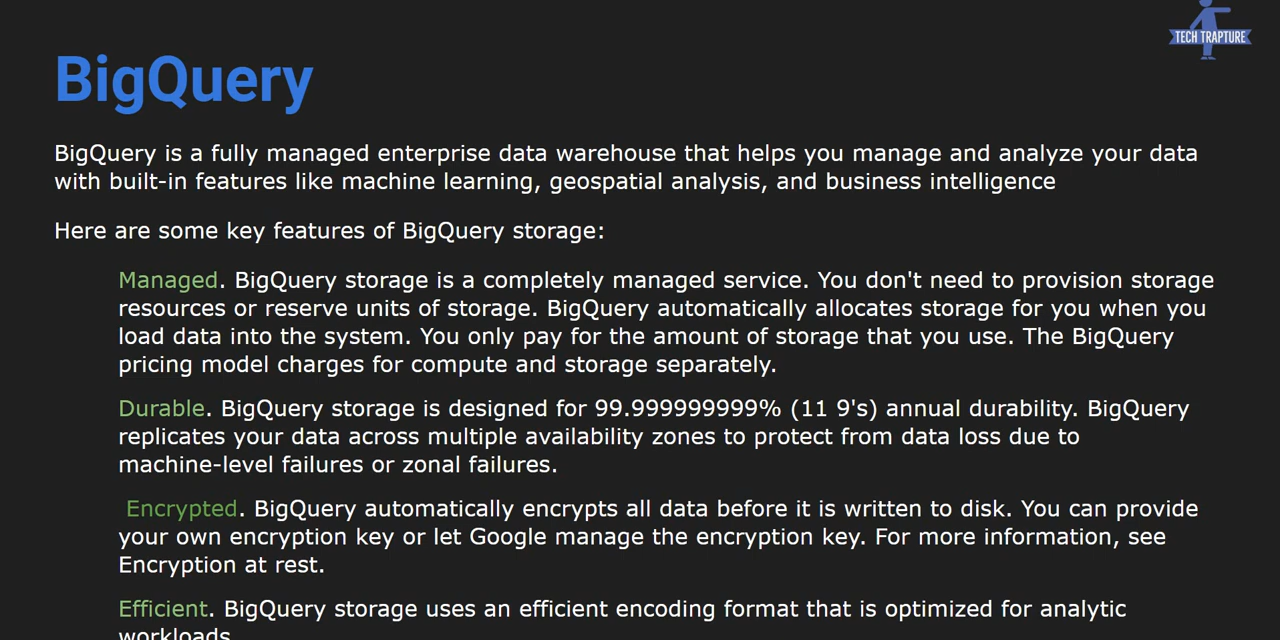 TECH TRAPTURE
BigQuery
BigQuery is a fully managed enterprise data warehouse that helps you manage and analyze your data
with built-in features like machine learning, geospatial analysis, and business intelligence
Here are some key features of BigQuery storage:
Managed. BigQuery storage is a completely managed service. You don't need to provision storage
resources or reserve units of storage. BigQuery automatically allocates storage for you when you
load data into the system. You only pay for the amount of storage that you use. The BigQuery
pricing model charges for compute and storage separately.
Durable. BigQuery storage is designed for 99.999999999% (11 9's) annual durability. BigQuery
replicates your data across multiple availability zones to protect from data loss due to
machine-level failures or zonal failures.
Encrypted. BigQuery automatically encrypts all data before it is written to disk. You can provide
your own encryption key or let Google manage the encryption key. For more information, see
Encryption at rest.
Efficient. BigQuery storage uses an efficient encoding format that is optimized for analytic
workloads.